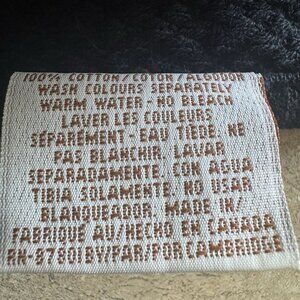 100% COTTON/COTON/ALGODON
WASH COLOURS SEPARATELY
WARM WATER-NO BLEACH
LAVER LES COULEURS
SÉPARÉMENT-EAU TIEDE. NE
PAS BLANCHIR. LAVAR
SEPARADAMENTE. CON AGUA
TIBIA SOLAMENTE. NO USAR
BLANQUEADOR. MADE IN/
FABRIQUE AU/HECHO EN CANADA
BY/PAR/POR CAMBRIDGE